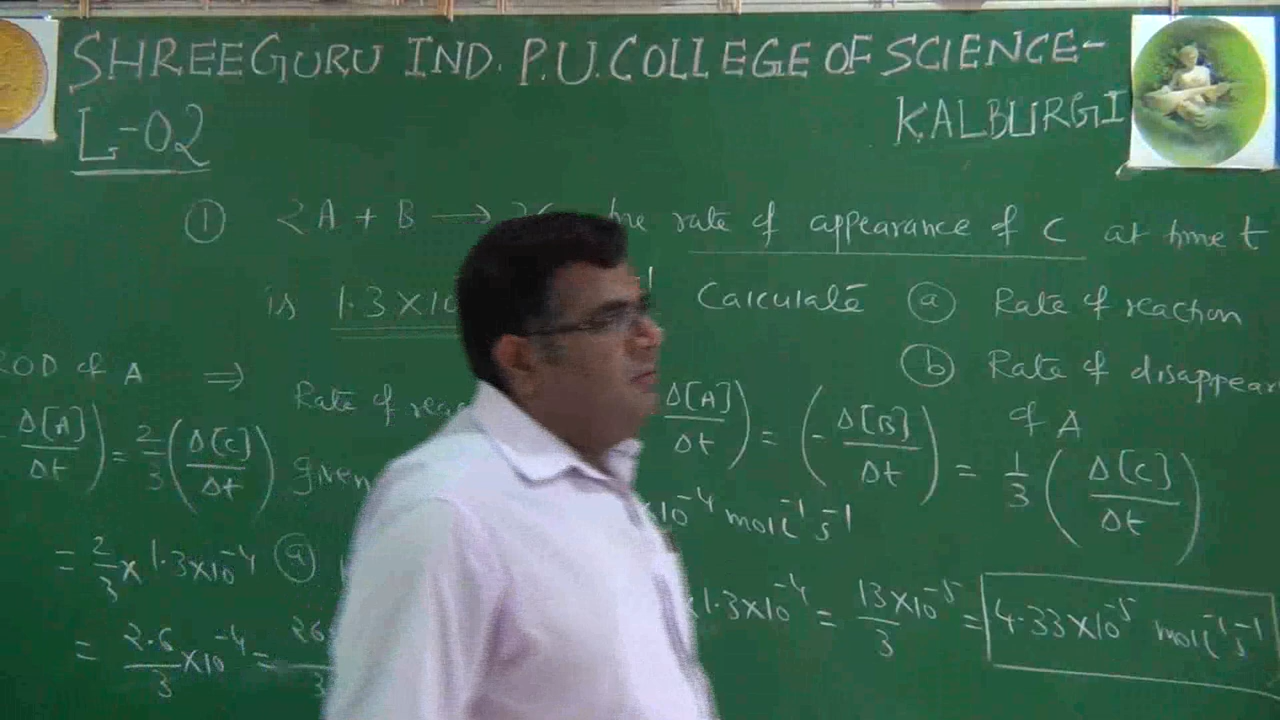 SHREEGURU IND. P.U. COLLEGE OF SCIENCE-
KALBURGI
L-02
① 2A + B → rate of appearance of C at time t
is 1.3×10 Calculate ⓐ Rate of reaction
ⓑ Rate of disappear
of A
ROD of A ⇒ Rate of reac Δ[A]/Δt) = (-Δ[B]/Δt) = 1/3 (Δ[C]/Δt)
Δ[A]/Δt) = 2/3 (Δ[C]/Δt) given ×10⁻⁴ mol L⁻¹ s⁻¹
= 2/3 × 1.3×10⁻⁴ ⓐ 1.3×10⁻⁴ = 13×10⁻⁵/3 = 4.33×10⁻⁵ mol L⁻¹ s⁻¹
= 2.6/3 ×10⁻⁴ = 26/3